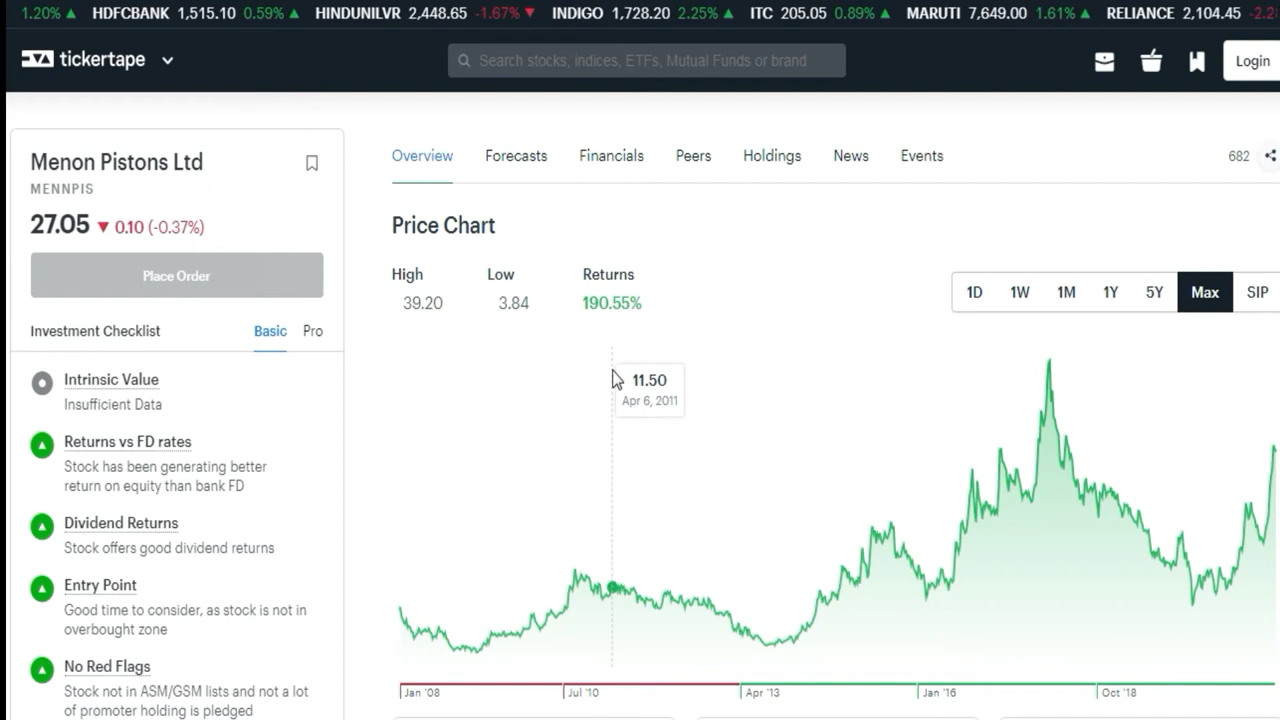 1.20% ▲ HDFCBANK 1,515.10 0.59% ▲ HINDUNILVR 2,448.65 -1.67% ▼ INDIGO 1,728.20 2.25% ▲ ITC 205.05 0.89% ▲ MARUTI 7,649.00 1.61% ▲ RELIANCE 2,104.45 -2.2
tickertape
Search stocks, indices, ETFs, Mutual Funds or brand
Login
Menon Pistons Ltd
MENNPIS
27.05 ▼ 0.10 (-0.37%)
Place Order
Investment Checklist Basic Pro
Intrinsic Value
Insufficient Data
Returns vs FD rates
Stock has been generating better
return on equity than bank FD
Dividend Returns
Stock offers good dividend returns
Entry Point
Good time to consider, as stock is not in
overbought zone
No Red Flags
Stock not in ASM/GSM lists and not a lot
of promoter holding is pledged
Overview Forecasts Financials Peers Holdings News Events
682
Price Chart
High Low Returns
39.20 3.84 190.55%
1D 1W 1M 1Y 5Y Max SIP
11.50
Apr 6, 2011
Jan '08 Jul '10 Apr '13 Jan '16 Oct '18